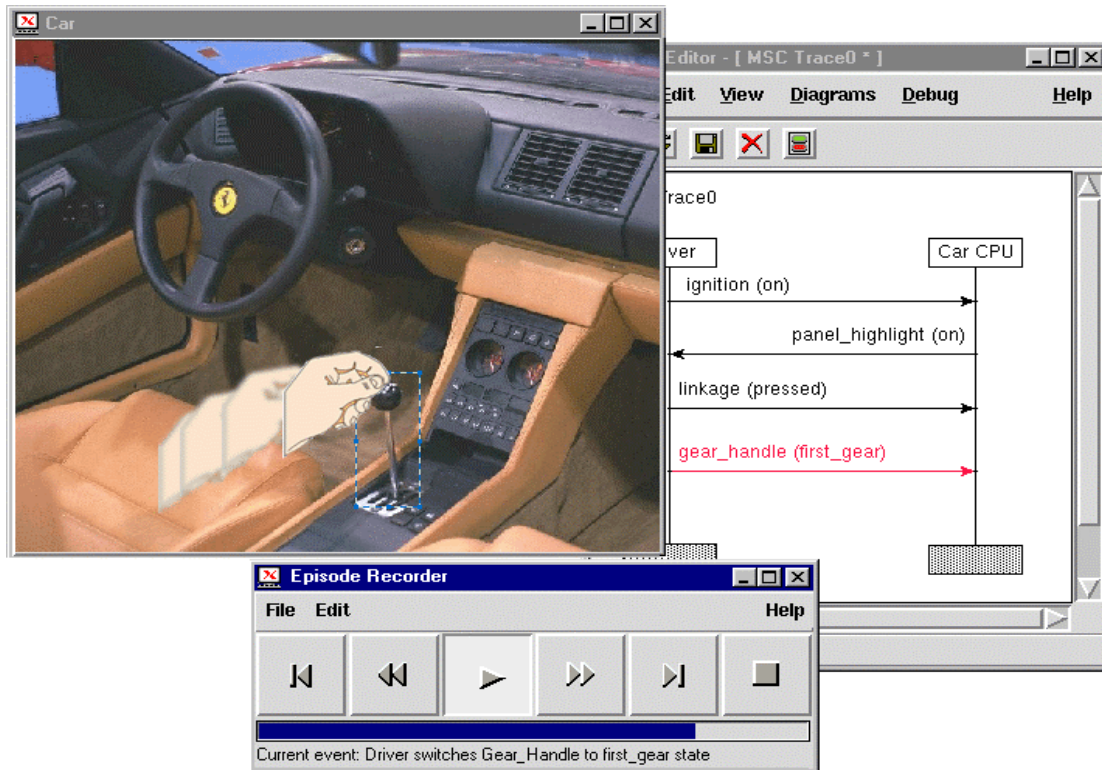 Car
Editor - [ MSC Trace0 * ]
Edit View Diagrams Debug Help
Trace0
ver
Car CPU
ignition (on)
panel_highlight (on)
linkage (pressed)
gear_handle (first_gear)
Episode Recorder
File Edit Help
Current event: Driver switches Gear_Handle to first_gear state